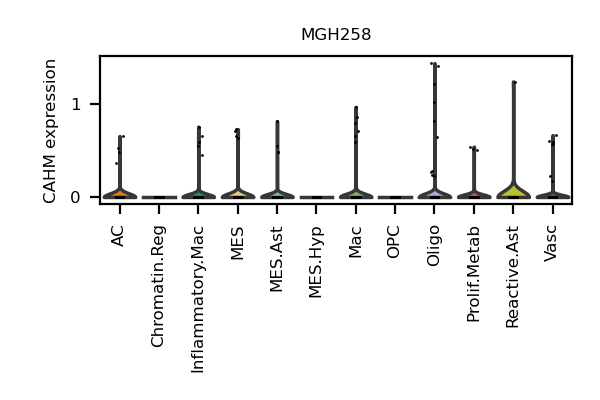 MGH258
CAHM expression
1
0
AC
Chromatin.Reg
Inflammatory.Mac
MES
MES.Ast
MES.Hyp
Mac
OPC
Oligo
Prolif.Metab
Reactive.Ast
Vasc